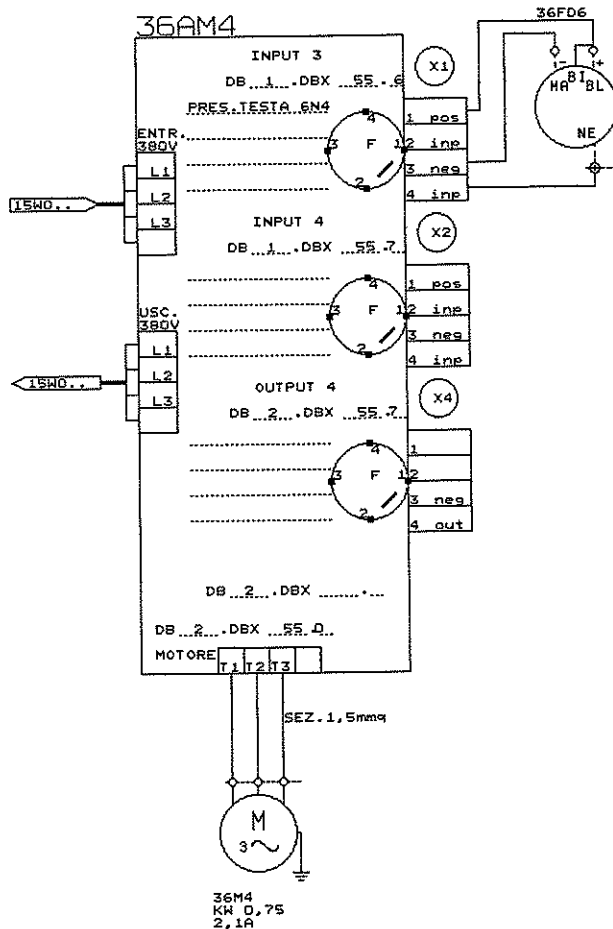 36AM4
36FD6
INPUT 3
X1
DB 1 .DBX 55 . 6
- +
HA BI BL
NE
PRES.TESTA 6N4
4
3 F 1
2
1 pos
2 inp
3 neg
4 inp
ENTR.
380V
L1
L2
L3
15W0..
INPUT 4
X2
DB 1 .DBX 55 . 7
4
3 F 1
2
1 pos
2 inp
3 neg
4 inp
USC.
380V
L1
L2
L3
15W0..
OUTPUT 4
X4
DB 2 .DBX 55 . 7
4
3 F 1
2
1
2
3 neg
4 out
DB 2 .DBX .
DB 2 .DBX 55 . 0
MOTORE T1 T2 T3
SEZ.1,5mmq
M
3 ~
36M4
KW 0,75
2,1A